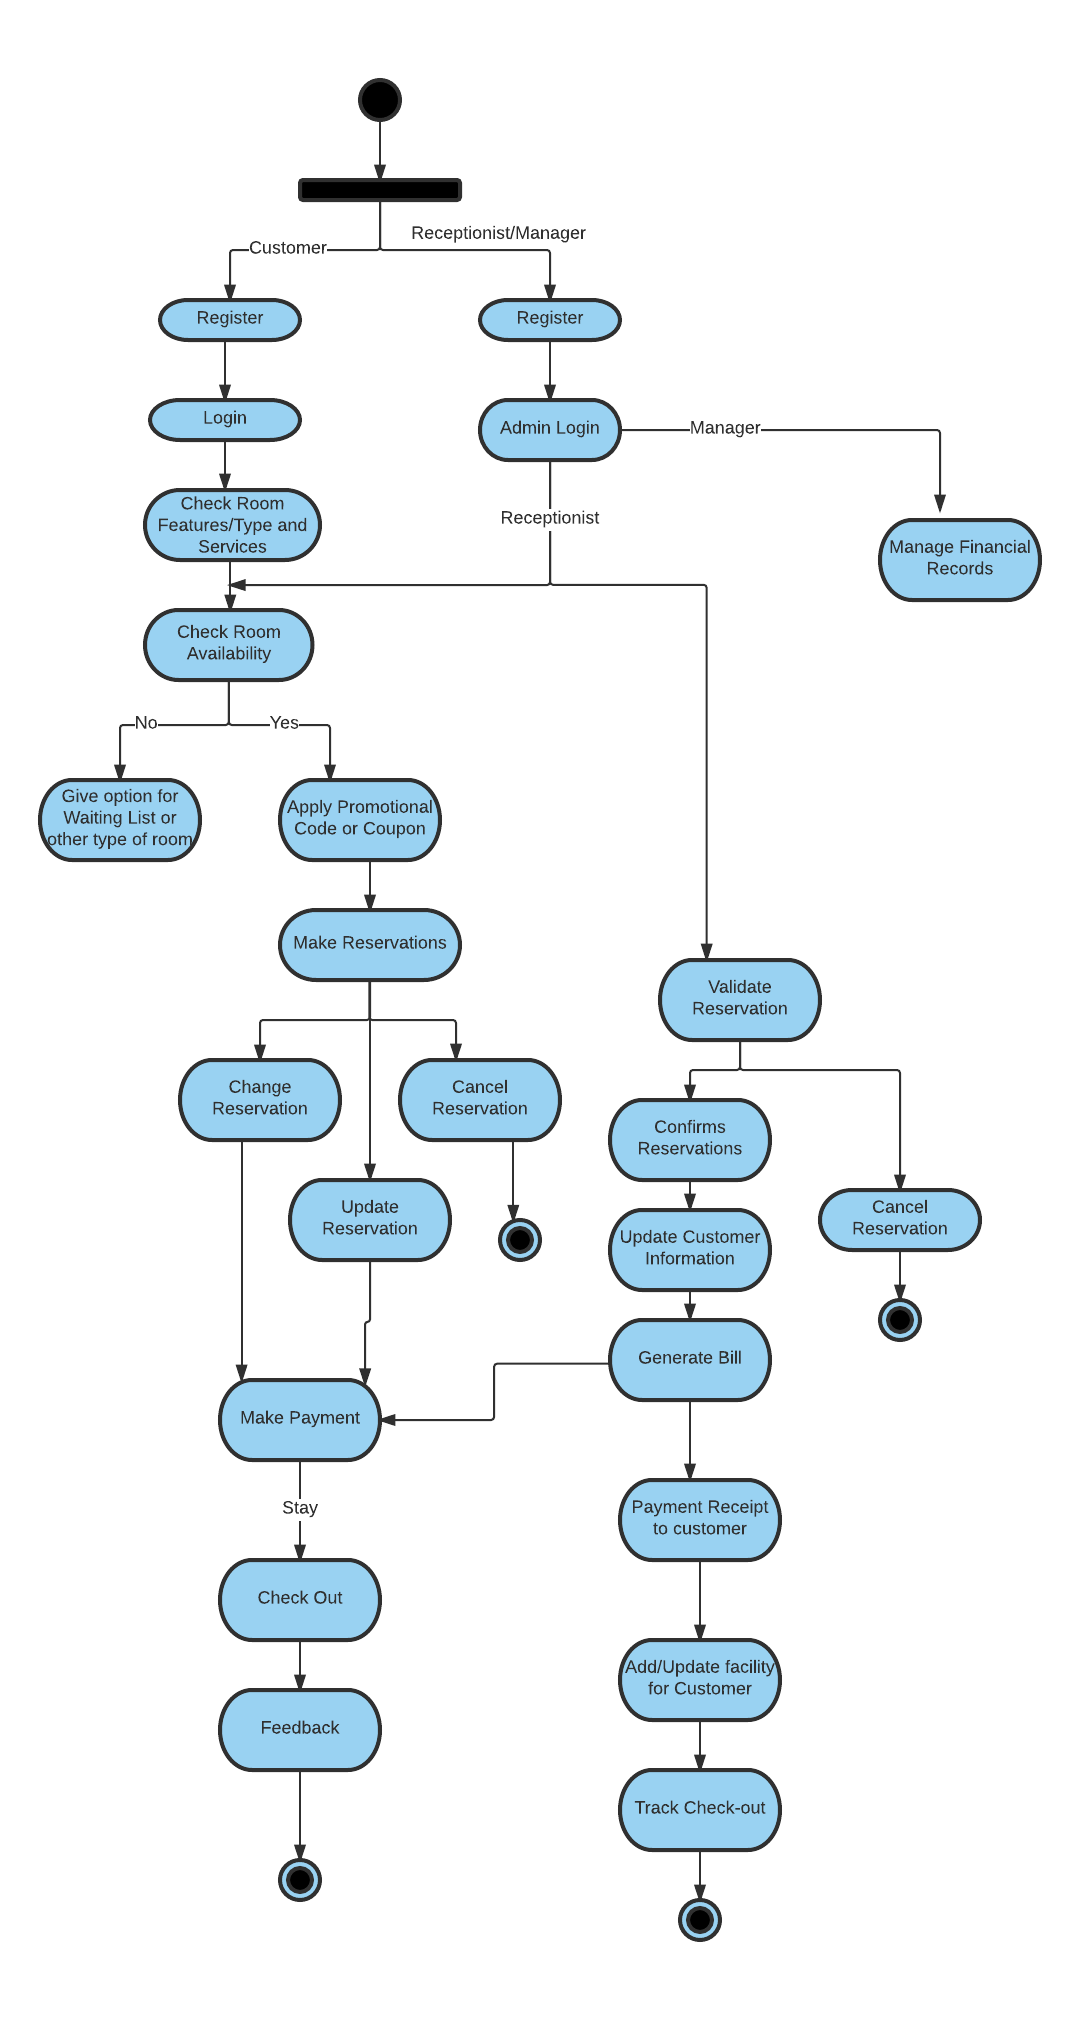 Receptionist/Manager
Customer
Register
Register
Login
Admin Login
Manager
Check Room
Features/Type and
Services
Receptionist
Manage Financial
Records
Check Room
Availability
No
Yes
Give option for
Waiting List or
other type of room
Apply Promotional
Code or Coupon
Make Reservations
Validate
Reservation
Change
Reservation
Cancel
Reservation
Confirms
Reservations
Update
Reservation
Update Customer
Information
Cancel
Reservation
Generate Bill
Make Payment
Stay
Payment Receipt
to customer
Check Out
Add/Update facility
for Customer
Feedback
Track Check-out